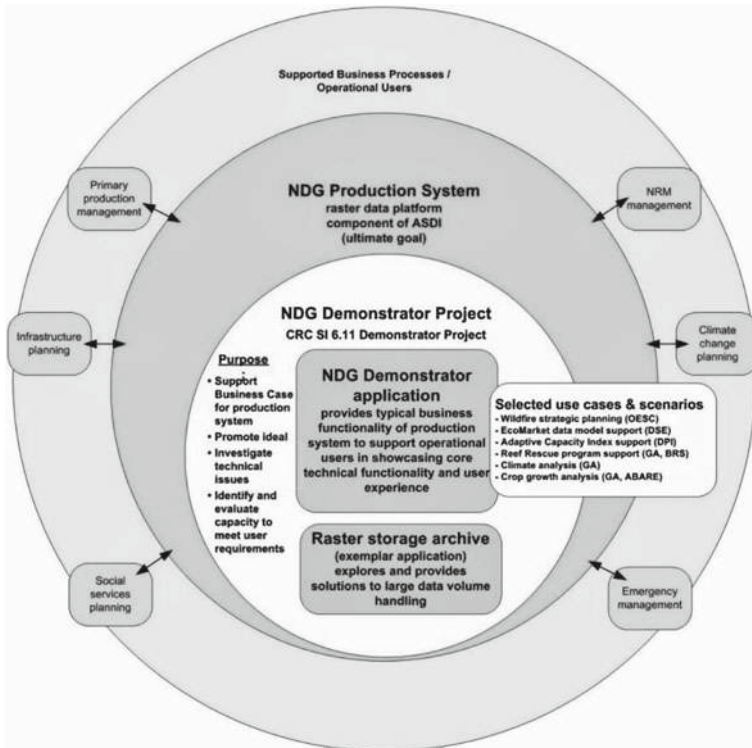 Supported Business Processes /
Operational Users
Primary
production
management
NRM
management
NDG Production System
raster data platform
component of ASDI
(ultimate goal)
Infrastructure
planning
Climate
change
planning
NDG Demonstrator Project
CRC SI 6.11 Demonstrator Project
Purpose
:
• Support
Business Case
for production
system
• Promote ideal
• Investigate
technical
issues
• Identify and
evaluate
capacity to
meet user
requirements
NDG Demonstrator
application
provides typical business
functionality of production
system to support operational
users in showcasing core
technical functionality and user
experience
Selected use cases & scenarios
- Wildfire strategic planning (OESC)
- EcoMarket data model support (DSE)
- Adaptive Capacity Index support (DPI)
- Reef Rescue program support (GA, BRS)
- Climate analysis (GA)
- Crop growth analysis (GA, ABARE)
Raster storage archive
(exemplar application)
explores and provides
solutions to large data volume
handling
Social
services
planning
Emergency
management